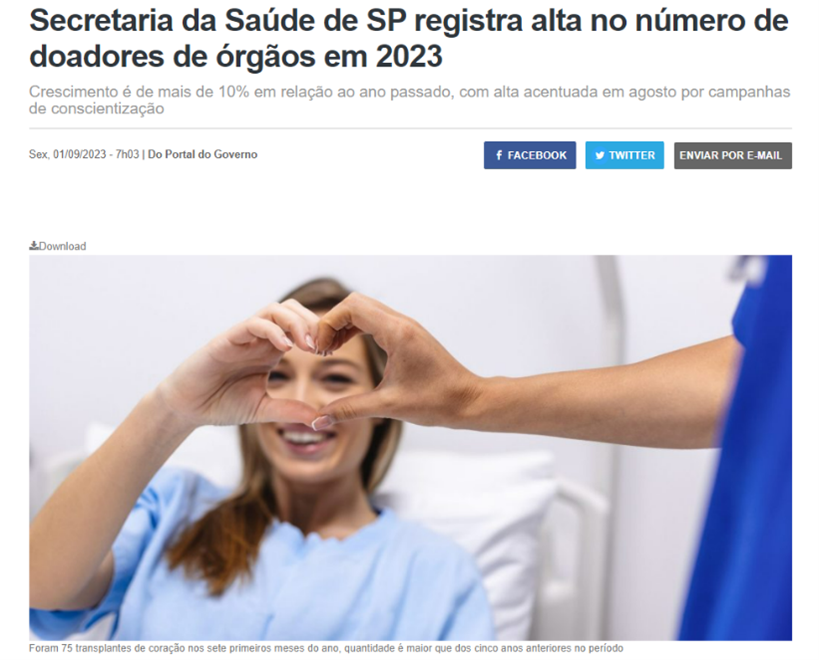 Secretaria da Saúde de SP registra alta no número de
doadores de órgãos em 2023
Crescimento é de mais de 10% em relação ao ano passado, com alta acentuada em agosto por campanhas
de conscientização
Sex, 01/09/2023 - 7h03 | Do Portal do Governo
FACEBOOK
TWITTER
ENVIAR POR E-MAIL
Download
Foram 75 transplantes de coração nos sete primeiros meses do ano, quantidade é maior que dos cinco anos anteriores no período